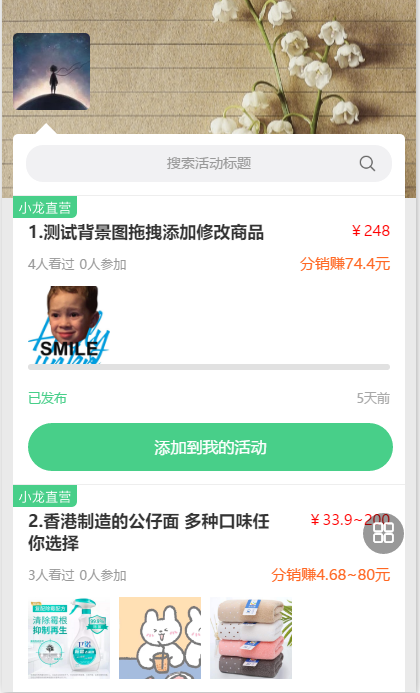 搜索活动标题
小龙直营
1.测试背景图拖拽添加修改商品
￥248
4人看过 0人参加
分销赚74.4元
SMILE
已发布
5天前
添加到我的活动
小龙直营
2.香港制造的公仔面 多种口味任
你选择
￥33.9~200
3人看过 0人参加
分销赚4.68~80元
清除霉根
抑制再生